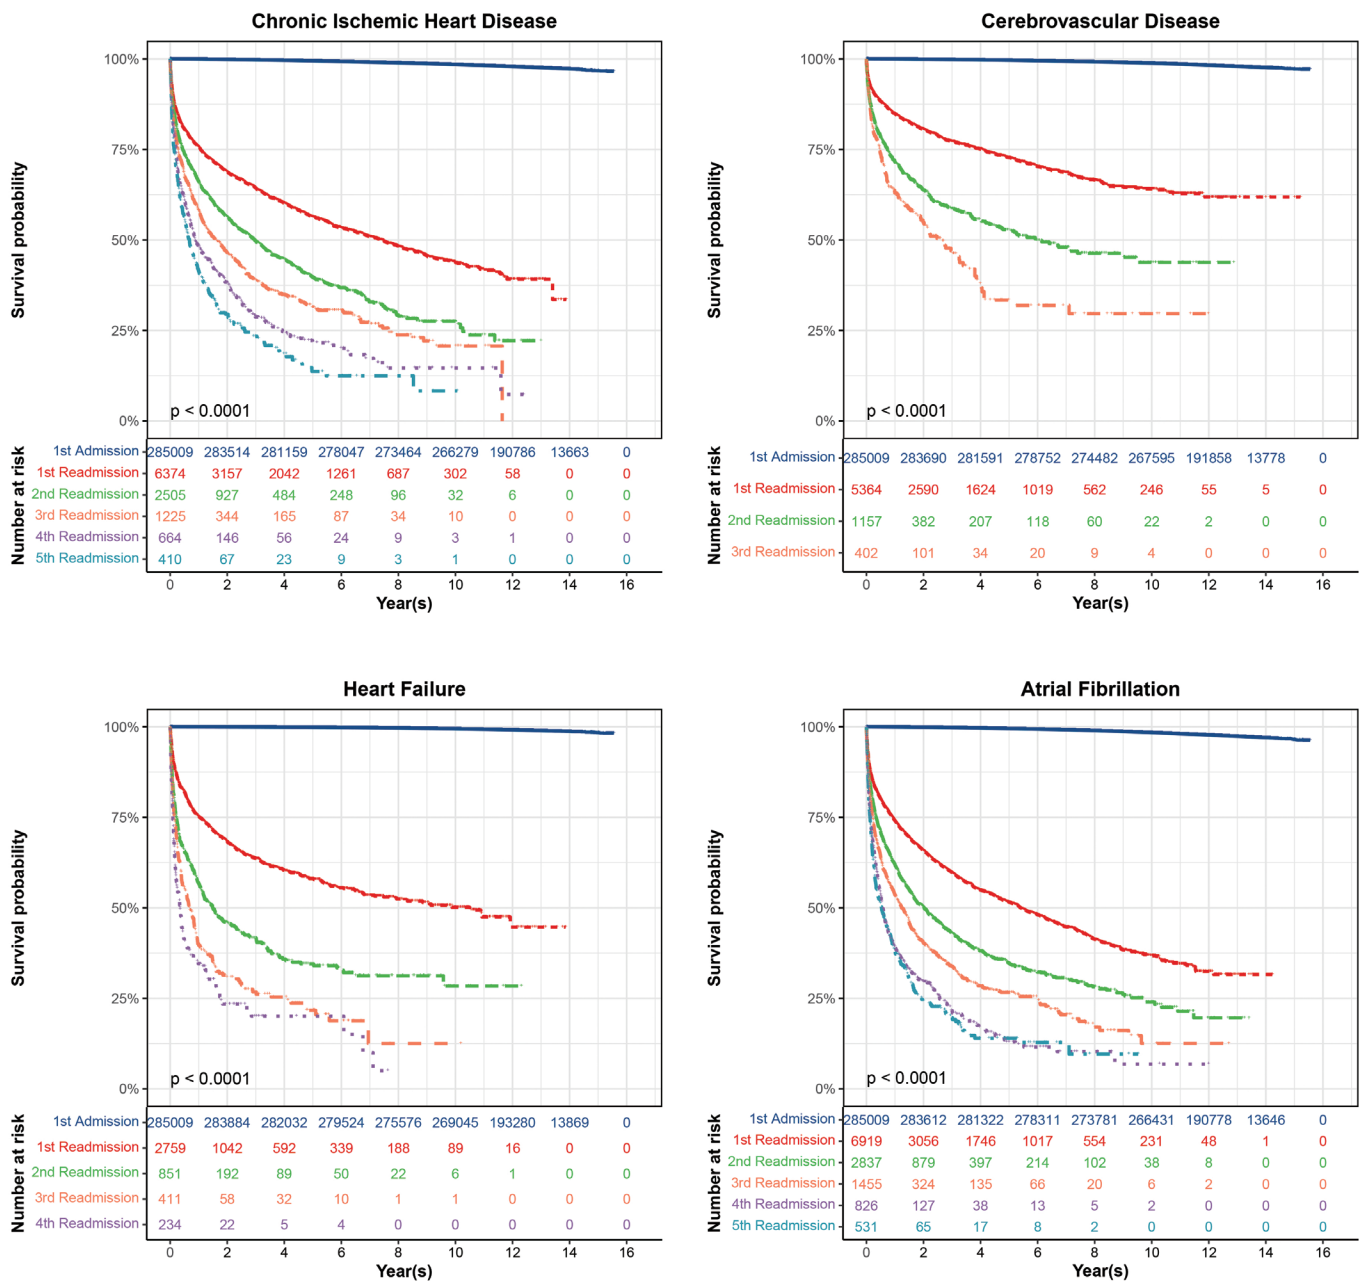 Chronic Ischemic Heart Disease
Survival probability
100%
75%
50%
25%
0%
p < 0.0001
Number at risk
1st Admission 285009 283514 281159 278047 273464 266279 190786 13663 0
1st Readmission 6374 3157 2042 1261 687 302 58 0 0
2nd Readmission 2505 927 484 248 96 32 6 0 0
3rd Readmission 1225 344 165 87 34 10 0 0 0
4th Readmission 664 146 56 24 9 3 1 0 0
5th Readmission 410 67 23 9 3 1 0 0 0
0 2 4 6 8 10 12 14 16
Year(s)
Cerebrovascular Disease
Survival probability
100%
75%
50%
25%
0%
p < 0.0001
Number at risk
1st Admission 285009 283690 281591 278752 274482 267595 191858 13778 0
1st Readmission 5364 2590 1624 1019 562 246 55 5 0
2nd Readmission 1157 382 207 118 60 22 2 0 0
3rd Readmission 402 101 34 20 9 4 0 0 0
0 2 4 6 8 10 12 14 16
Year(s)
Heart Failure
Survival probability
100%
75%
50%
25%
0%
p < 0.0001
Number at risk
1st Admission 285009 283884 282032 279524 275576 269045 193280 13869 0
1st Readmission 2759 1042 592 339 188 89 16 0 0
2nd Readmission 851 192 89 50 22 6 1 0 0
3rd Readmission 411 58 32 10 1 1 0 0 0
4th Readmission 234 22 5 4 0 0 0 0 0
0 2 4 6 8 10 12 14 16
Year(s)
Atrial Fibrillation
Survival probability
100%
75%
50%
25%
0%
p < 0.0001
Number at risk
1st Admission 285009 283612 281322 278311 273781 266431 190778 13646 0
1st Readmission 6919 3056 1746 1017 554 231 48 1 0
2nd Readmission 2837 879 397 214 102 38 8 0 0
3rd Readmission 1455 324 135 66 20 6 2 0 0
4th Readmission 826 127 38 13 5 2 0 0 0
5th Readmission 531 65 17 8 2 0 0 0 0
0 2 4 6 8 10 12 14 16
Year(s)